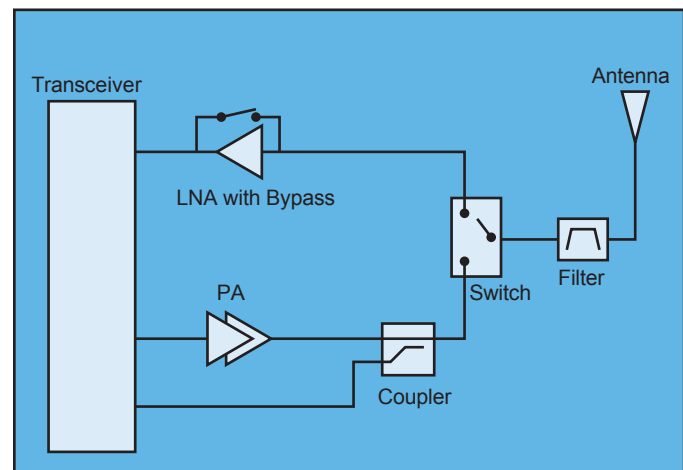 Transceiver
Antenna
LNA with Bypass
Switch
Filter
PA
Coupler